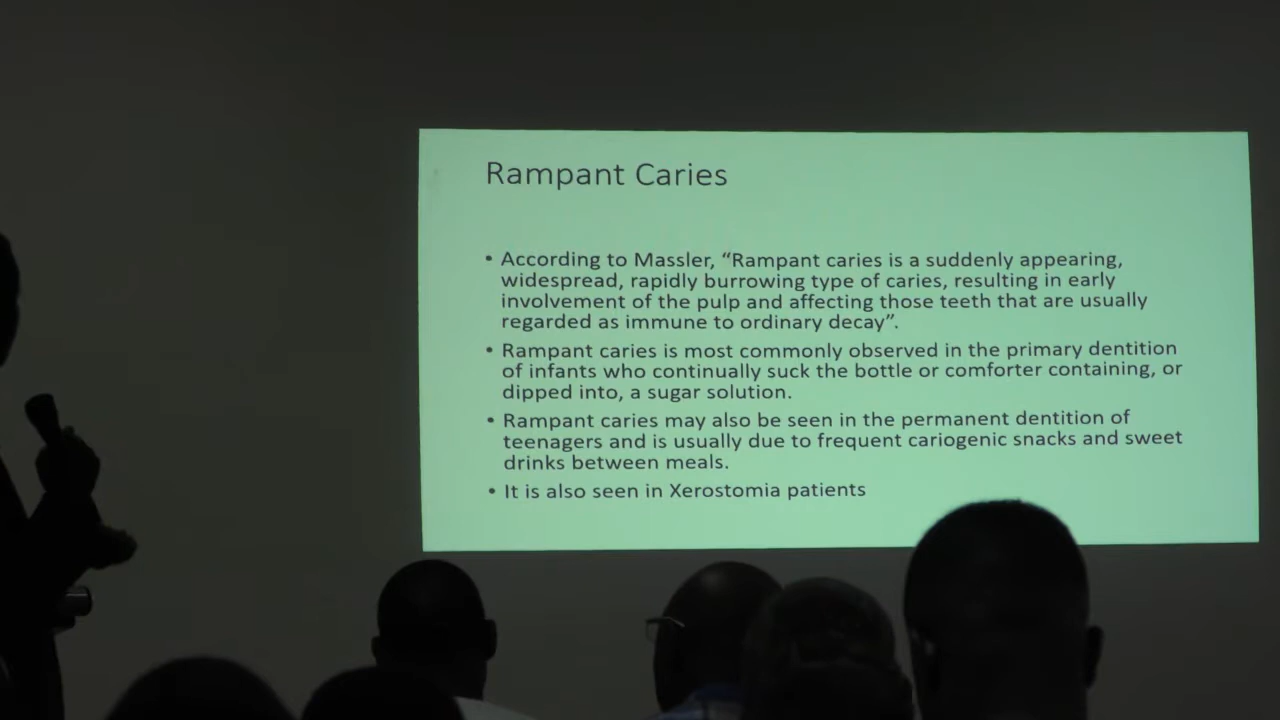 Rampant Caries
• According to Massler, “Rampant caries is a suddenly appearing,
widespread, rapidly burrowing type of caries, resulting in early
involvement of the pulp and affecting those teeth that are usually
regarded as immune to ordinary decay”.
• Rampant caries is most commonly observed in the primary dentition
of infants who continually suck the bottle or comforter containing, or
dipped into, a sugar solution.
• Rampant caries may also be seen in the permanent dentition of
teenagers and is usually due to frequent cariogenic snacks and sweet
drinks between meals.
• It is also seen in Xerostomia patients